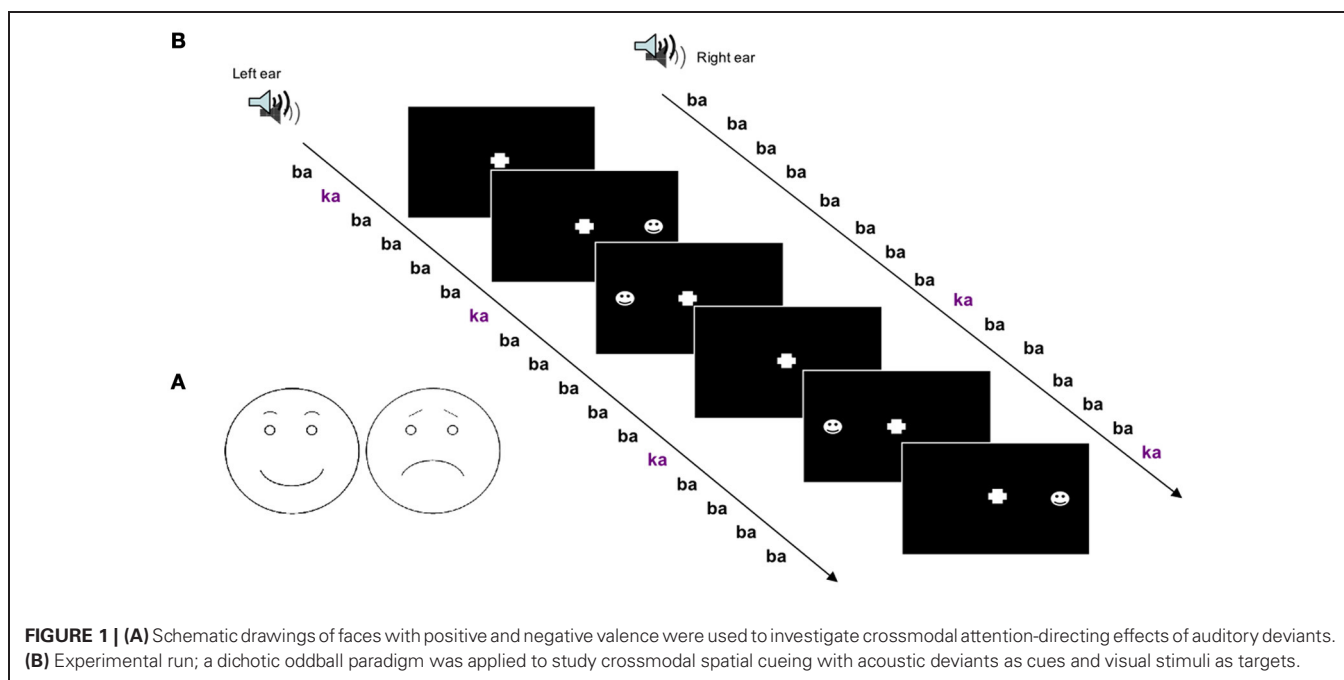 B
Left ear
ba
ka
ba
ba
ba
ba
ka
ba
ba
ba
ba
ba
ka
ba
ba
ba
ba
Right ear
ba
ba
ba
ba
ba
ba
ba
ba
ka
ba
ba
ba
ba
ba
ka
A
FIGURE 1 | (A) Schematic drawings of faces with positive and negative valence were used to investigate crossmodal attention-directing effects of auditory deviants.
(B) Experimental run; a dichotic oddball paradigm was applied to study crossmodal spatial cueing with acoustic deviants as cues and visual stimuli as targets.